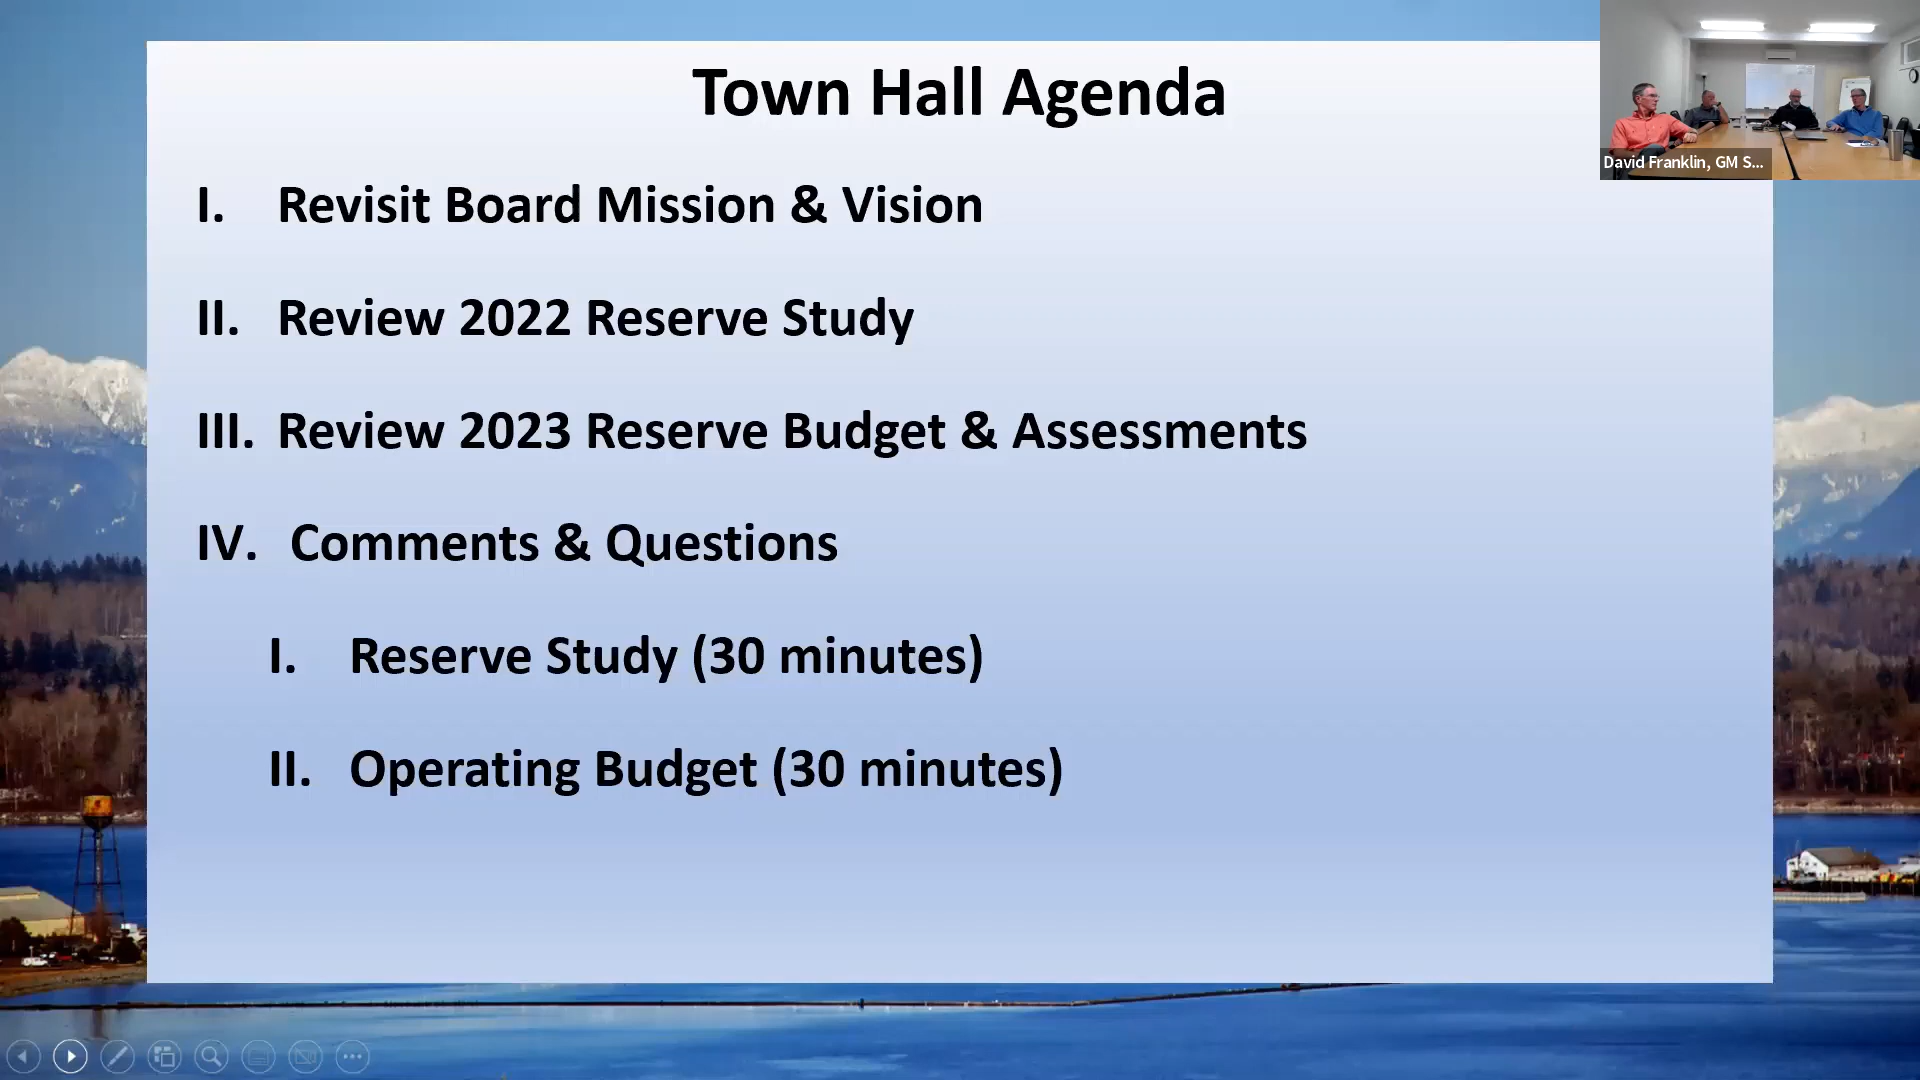 Town Hall Agenda
David Franklin, GM S...
I. Revisit Board Mission & Vision
II. Review 2022 Reserve Study
III. Review 2023 Reserve Budget & Assessments
IV. Comments & Questions
I. Reserve Study (30 minutes)
II. Operating Budget (30 minutes)